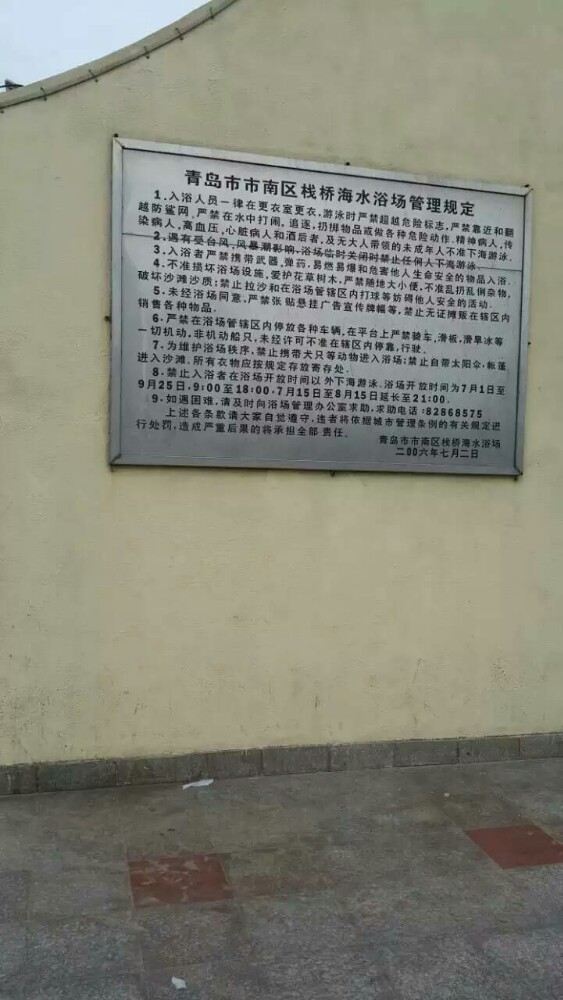 青岛市市南区栈桥海水浴场管理规定
1.入浴人员一律在更衣室更衣,游泳时严禁超越危险标志,严禁靠近和翻
越防鲨网,严禁在水中打闹,追逐,扔掷物品或做各种危险动作.精神病人,传
染病人,高血压,心脏病人和酒后者,及无大人带领的未成年人不准下海游泳.
2.遇有受台风,风暴潮影响,浴场临时关闭时禁止任何人下海游泳.
3.入浴者严禁携带武器,弹药,易燃易爆和危害他人生命安全的物品入浴.
4.不准损坏浴场设施,爱护花草树木,严禁随地大小便,不准乱扔乱倒杂物,
破坏沙滩沙质;禁止拉沙和在浴场管辖区内打球等妨碍他人安全的活动.
5.未经浴场同意,严禁张贴悬挂广告宣传牌幅等,禁止无证摊贩在辖区内
销售各种物品.
6.严禁在浴场管辖区内停放各种车辆,在平台上严禁骑车,滑板,滑旱冰等
一切机动,非机动船只,未经许可不准在辖区内停靠,行驶.
7.为维护浴场秩序,禁止携带犬只等动物进入浴场;禁止自带太阳伞,帐篷
进入沙滩.所有衣物应按规定存放寄存处.
8.禁止入浴者在浴场开放时间以外下海游泳.浴场开放时间为7月1日至
9月25日,9:00至18:00,7月15日至8月15日延长至21:00.
9.如遇困难,请及时向浴场管理办公室求助,求助电话:82868575
上述各条款请大家自觉遵守,违者将依据城市管理条例的有关规定进
行处罚,造成严重后果的将承担全部 责任.
青岛市市南区栈桥海水浴场
二00六年七月二日